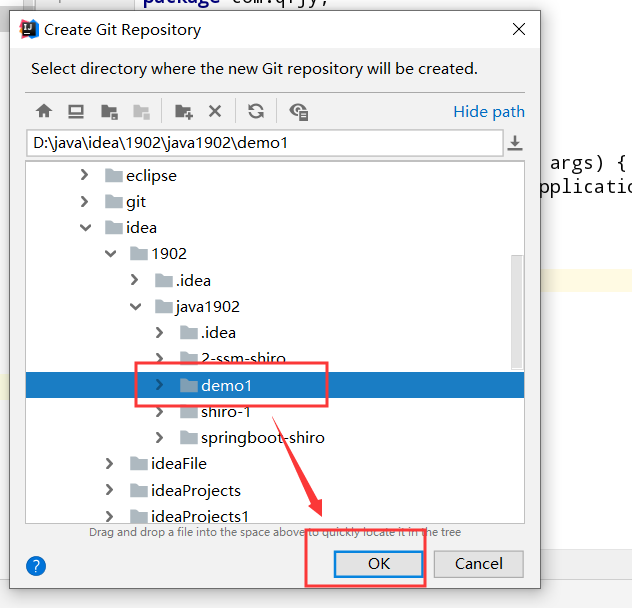 package com.qfjy;
Create Git Repository
Select directory where the new Git repository will be created.
Hide path
D:\java\idea\1902\java1902\demo1
args) {
pplicatio
eclipse
git
idea
1902
.idea
java1902
.idea
2-ssm-shiro
demo1
shiro-1
springboot-shiro
ideaFile
ideaProjects
ideaProjects1
Drag and drop a file into the space above to quickly locate it in the tree
?
OK
Cancel